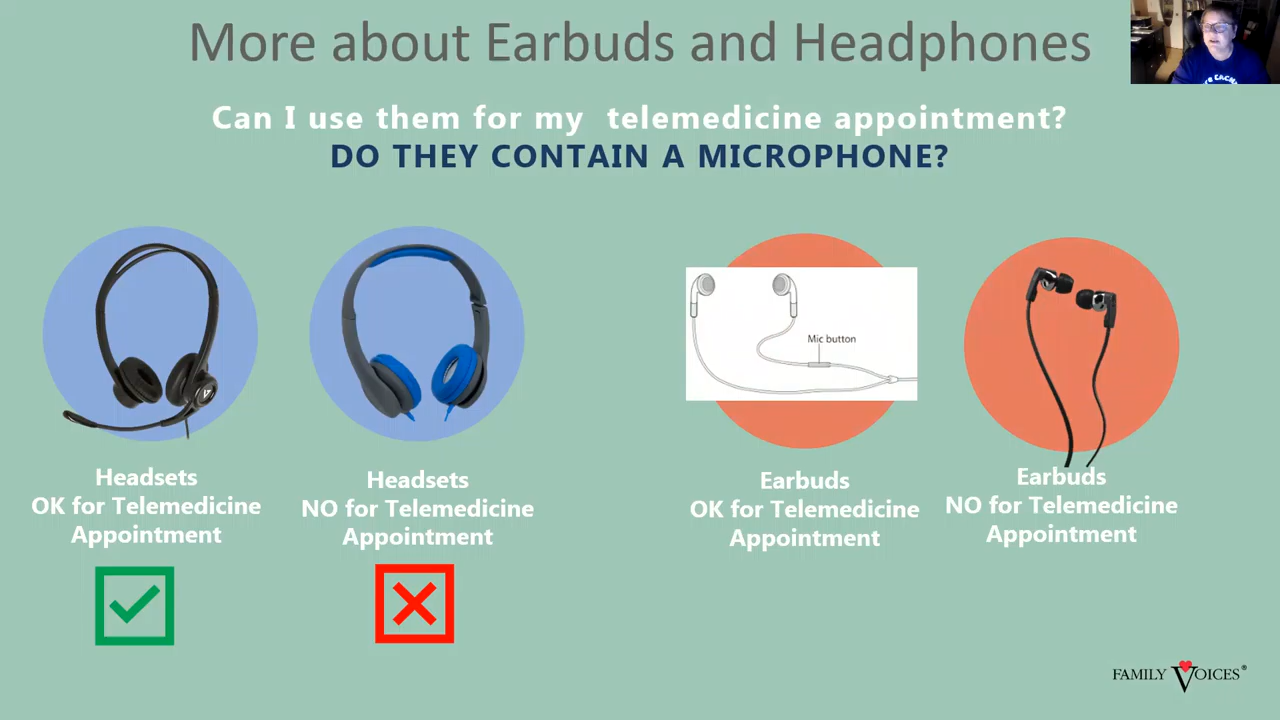 More about Earbuds and Headphones
Can I use them for my telemedicine appointment?
DO THEY CONTAIN A MICROPHONE?
Mic button
Headsets
OK for Telemedicine
Appointment
Headsets
NO for Telemedicine
Appointment
Earbuds
OK for Telemedicine
Appointment
Earbuds
NO for Telemedicine
Appointment
FAMILY VOICES®